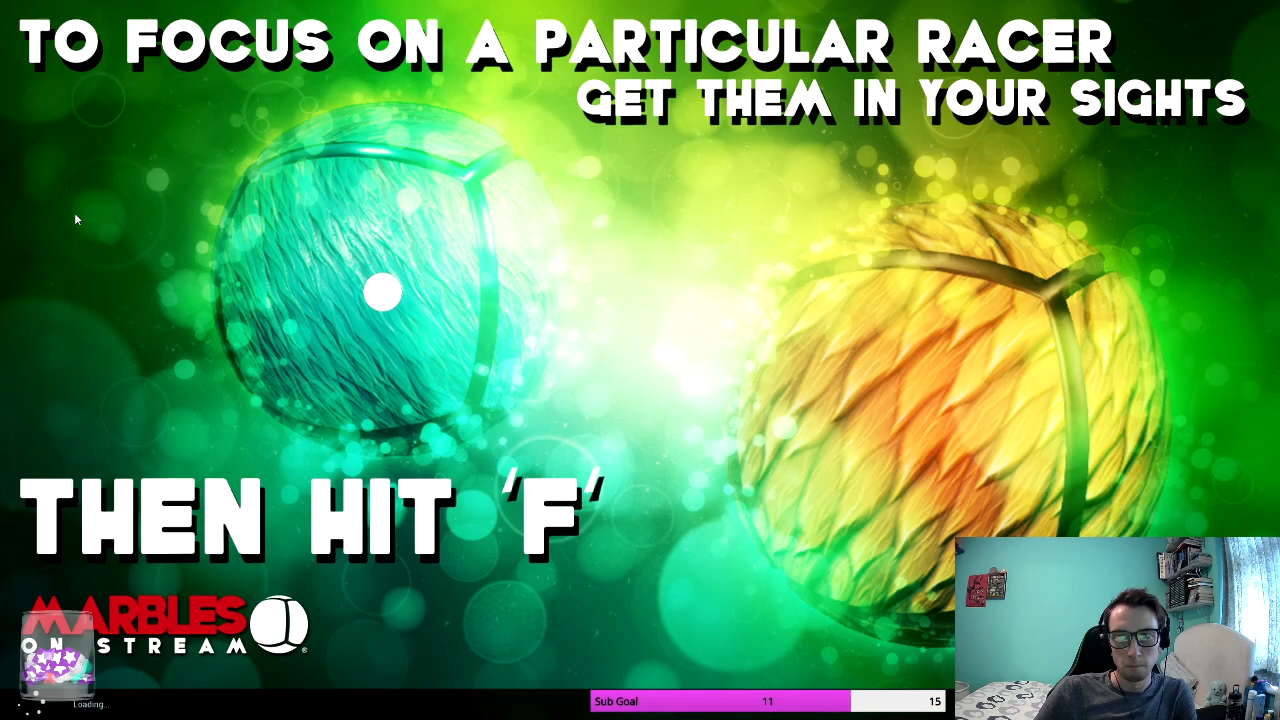 TO FOCUS ON A PARTICULAR RACER
GET THEM IN YOUR SIGHTS
THEN HIT 'F'
MARBLES
ON STREAM
®
Loading...
Sub Goal 11 15